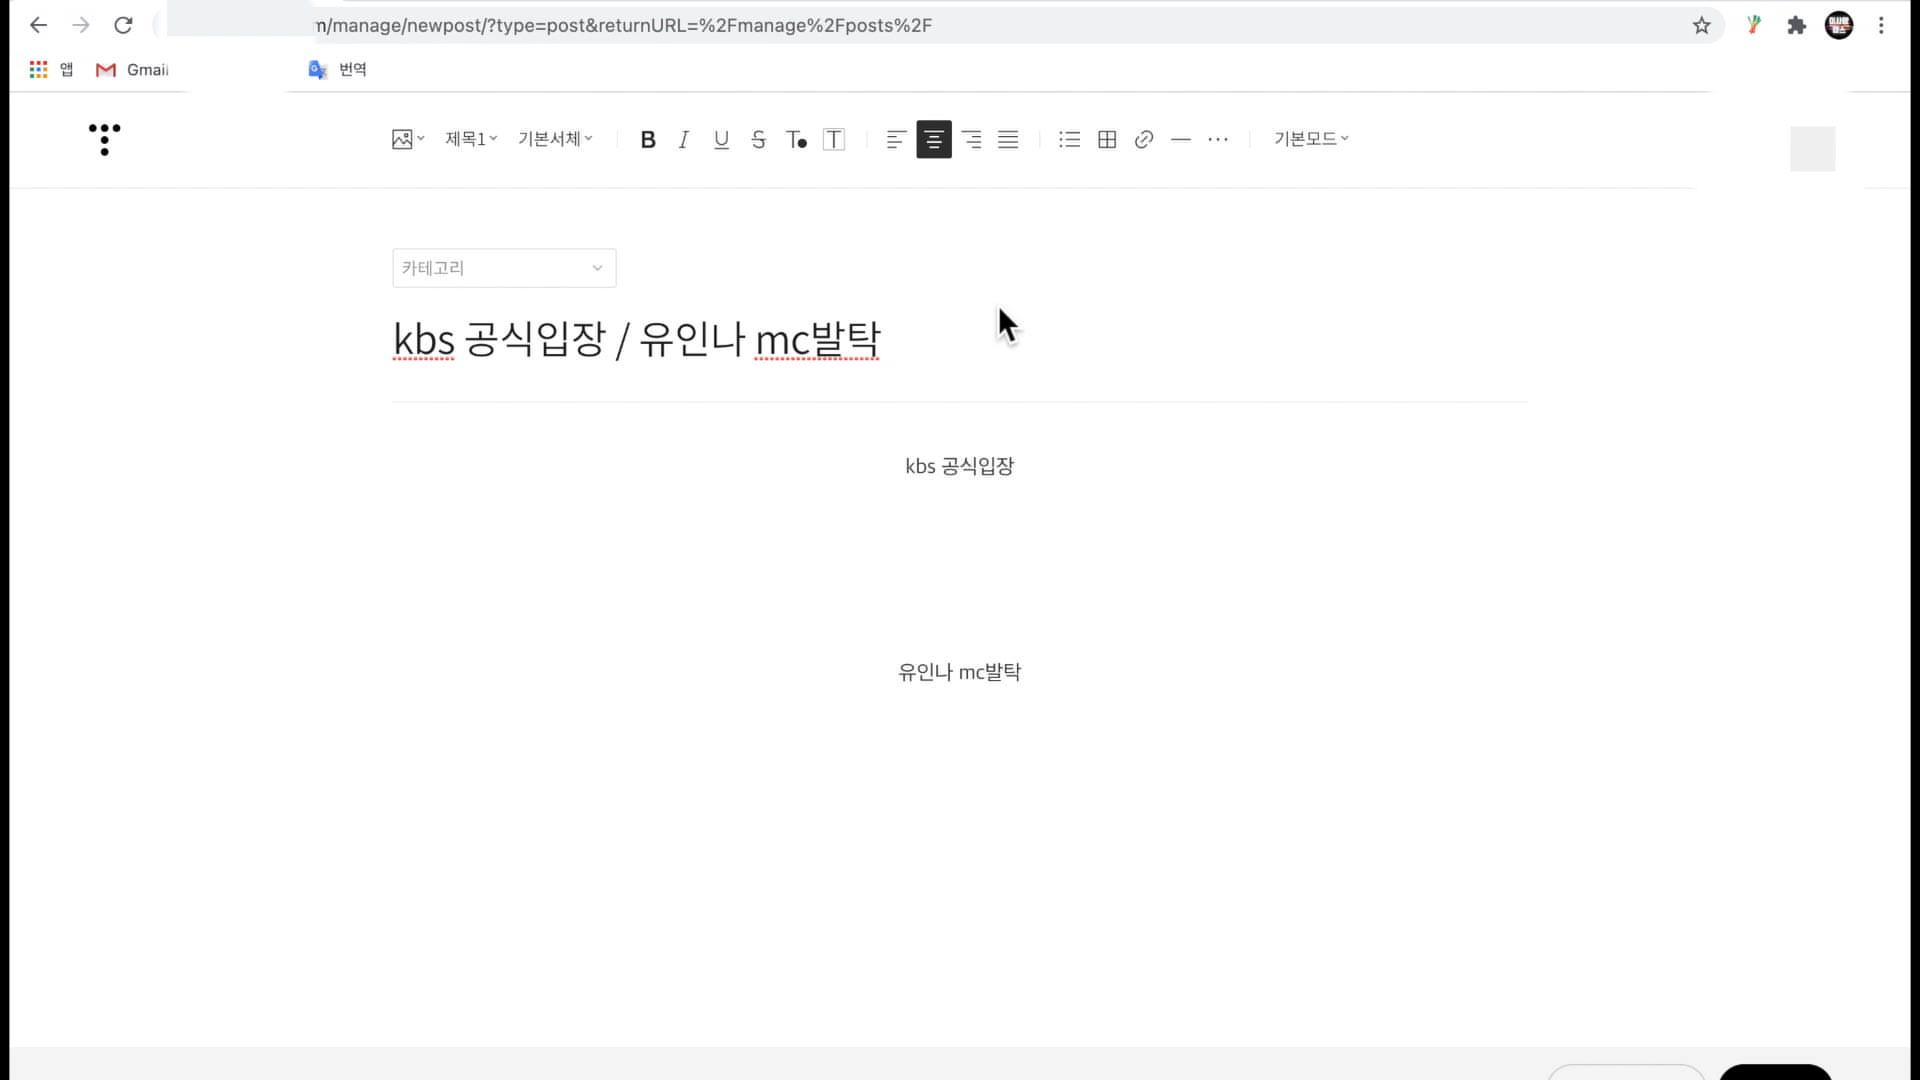 m/manage/newpost/?type=post&returnURL=%2Fmanage%2Fposts%2F
앱 Gmail 번역
제목1 기본서체 B I U S T T 기본모드
카테고리
kbs 공식입장 / 유인나 mc발탁
kbs 공식입장
유인나 mc발탁